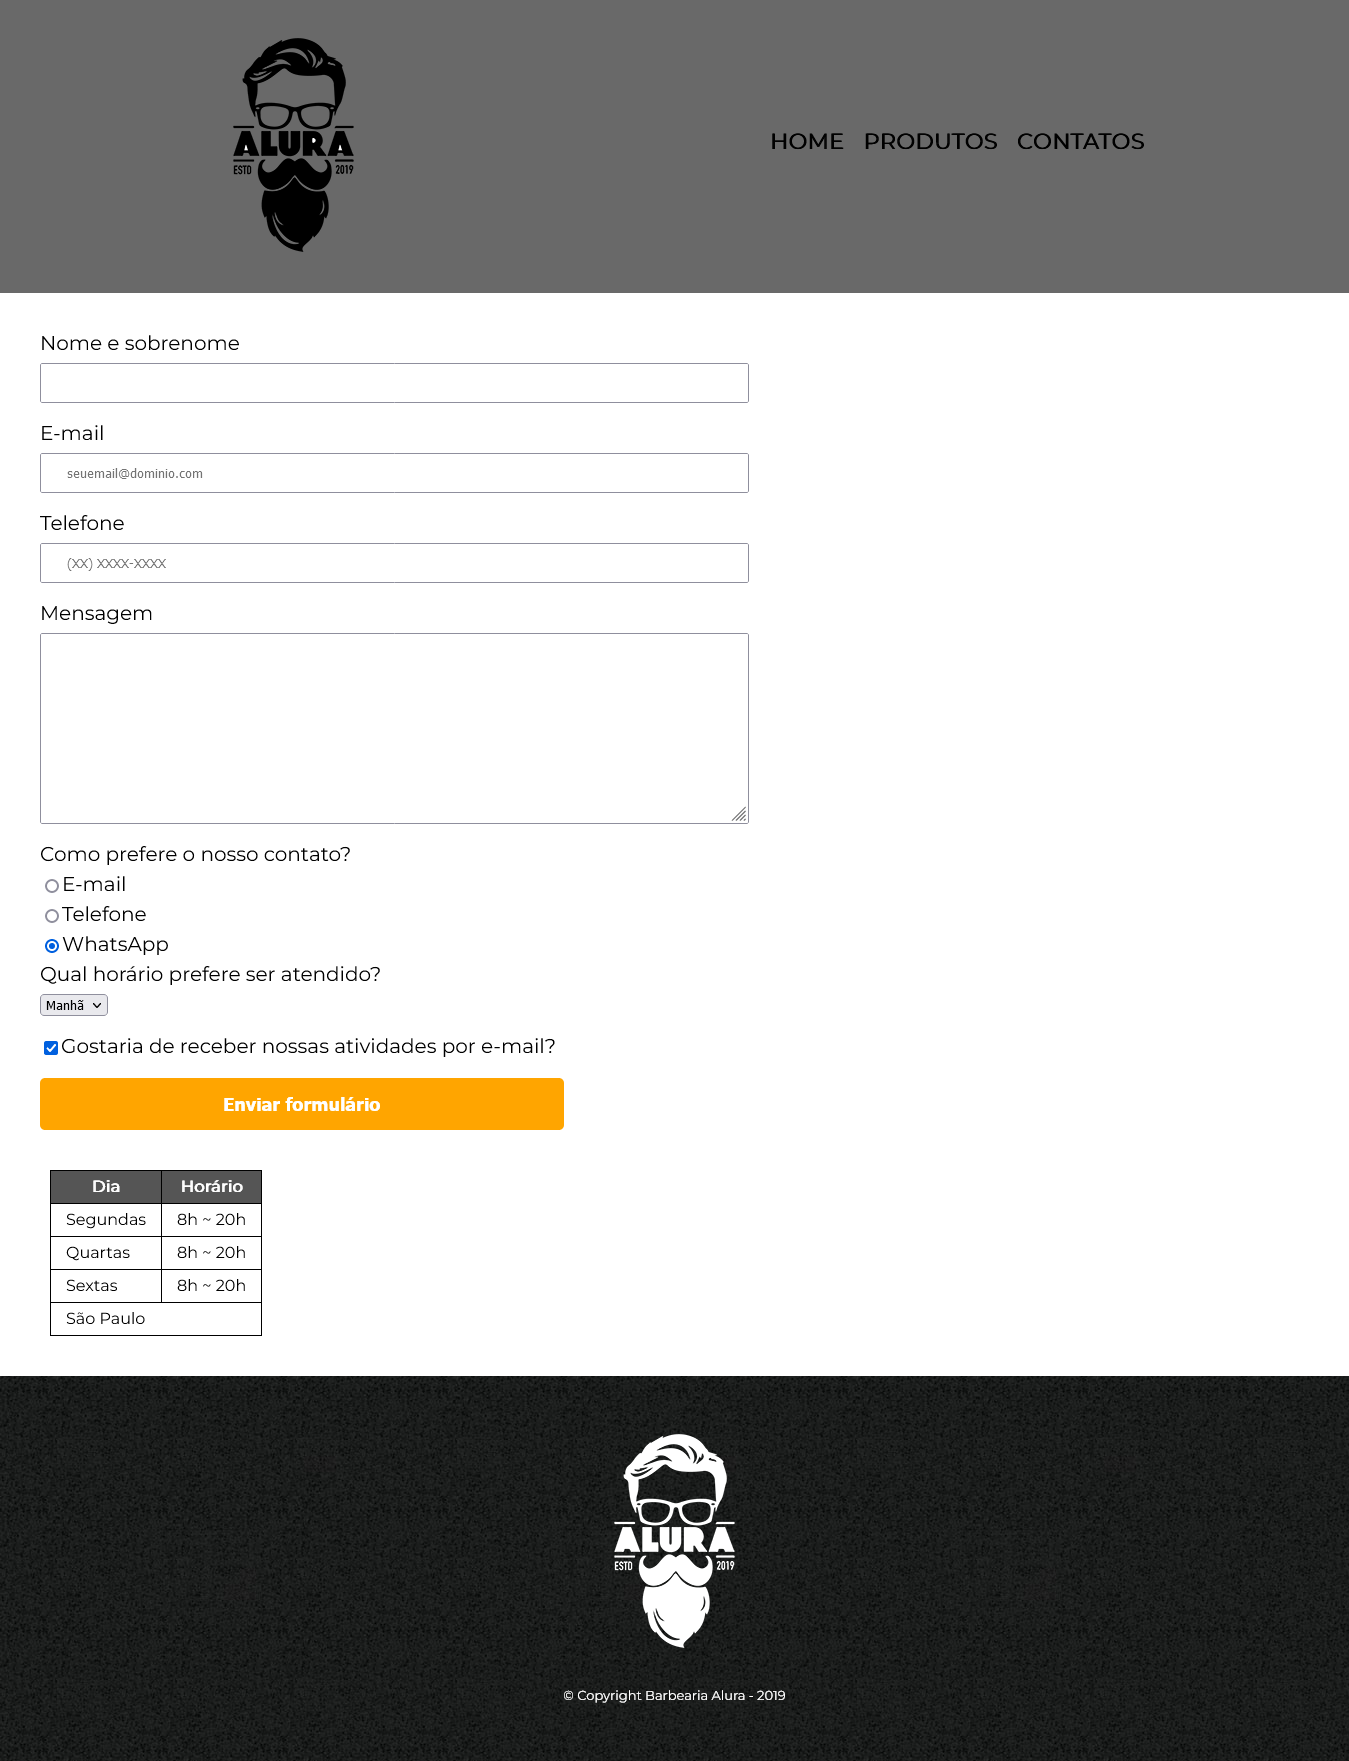 ALURA
ESTD 2019
HOME PRODUTOS CONTATOS
Nome e sobrenome
E-mail
seuemail@dominio.com
Telefone
(XX) XXXX-XXXX
Mensagem
Como prefere o nosso contato?
E-mail
Telefone
WhatsApp
Qual horário prefere ser atendido?
Manhã
Gostaria de receber nossas atividades por e-mail?
Enviar formulário
Dia Horário
Segundas 8h ~ 20h
Quartas 8h ~ 20h
Sextas 8h ~ 20h
São Paulo
ALURA
ESTD 2019
© Copyright Barbearia Alura - 2019